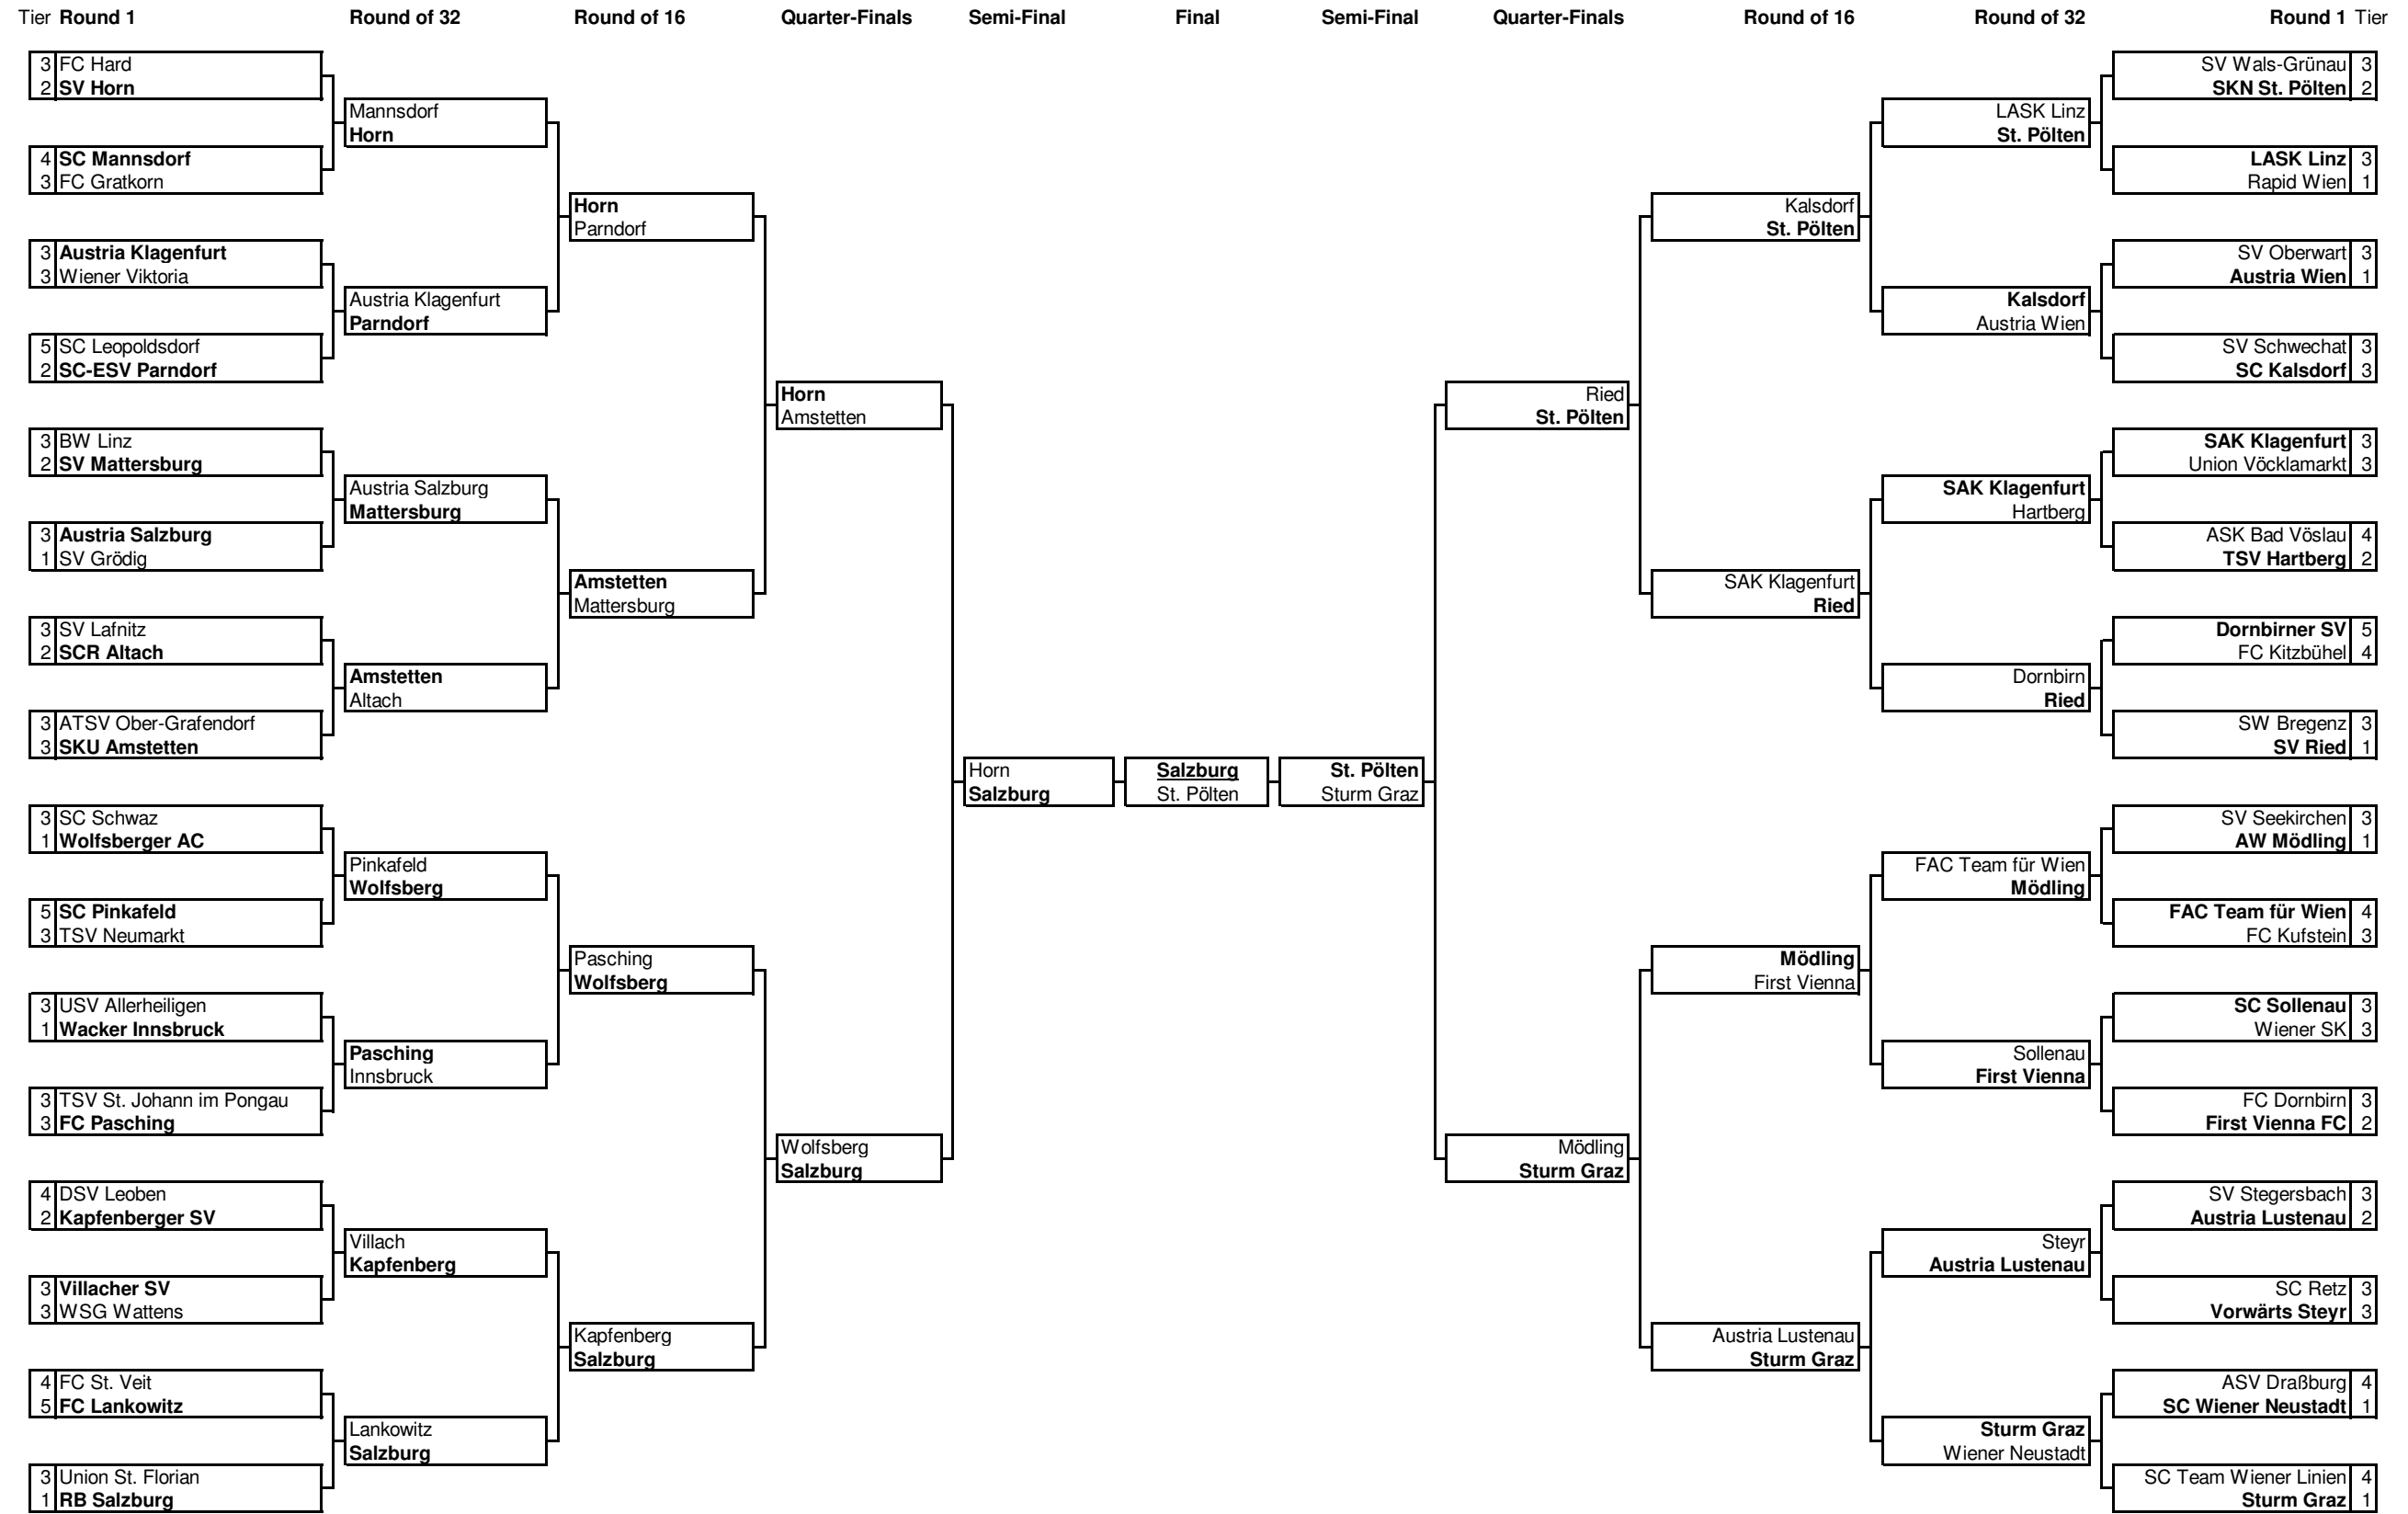 Tier Round 1 Round of 32 Round of 16 Quarter-Finals Semi-Final Final Semi-Final Quarter-Finals Round of 16 Round of 32 Round 1 Tier
3 FC Hard
2 SV Horn
4 SC Mannsdorf
3 FC Gratkorn
3 Austria Klagenfurt
3 Wiener Viktoria
5 SC Leopoldsdorf
2 SC-ESV Parndorf
3 BW Linz
2 SV Mattersburg
3 Austria Salzburg
1 SV Grödig
3 SV Lafnitz
2 SCR Altach
3 ATSV Ober-Grafendorf
3 SKU Amstetten
3 SC Schwaz
1 Wolfsberger AC
5 SC Pinkafeld
3 TSV Neumarkt
3 USV Allerheiligen
1 Wacker Innsbruck
3 TSV St. Johann im Pongau
3 FC Pasching
4 DSV Leoben
2 Kapfenberger SV
3 Villacher SV
3 WSG Wattens
4 FC St. Veit
5 FC Lankowitz
3 Union St. Florian
1 RB Salzburg
Mannsdorf
Horn
Austria Klagenfurt
Parndorf
Austria Salzburg
Mattersburg
Amstetten
Altach
Pinkafeld
Wolfsberg
Pasching
Innsbruck
Villach
Kapfenberg
Lankowitz
Salzburg
Horn
Parndorf
Amstetten
Mattersburg
Pasching
Wolfsberg
Kapfenberg
Salzburg
Horn
Amstetten
Wolfsberg
Salzburg
Horn
Salzburg
Salzburg
St. Pölten
St. Pölten
Sturm Graz
Ried
St. Pölten
Mödling
Sturm Graz
Kalsdorf
St. Pölten
SAK Klagenfurt
Ried
Mödling
First Vienna
Austria Lustenau
Sturm Graz
LASK Linz
St. Pölten
Kalsdorf
Austria Wien
SAK Klagenfurt
Hartberg
Dornbirn
Ried
FAC Team für Wien
Mödling
Sollenau
First Vienna
Steyr
Austria Lustenau
Sturm Graz
Wiener Neustadt
SV Wals-Grünau 3
SKN St. Pölten 2
LASK Linz 3
Rapid Wien 1
SV Oberwart 3
Austria Wien 1
SV Schwechat 3
SC Kalsdorf 3
SAK Klagenfurt 3
Union Vöcklamarkt 3
ASK Bad Vöslau 4
TSV Hartberg 2
Dornbirner SV 5
FC Kitzbühel 4
SW Bregenz 3
SV Ried 1
SV Seekirchen 3
AW Mödling 1
FAC Team für Wien 4
FC Kufstein 3
SC Sollenau 3
Wiener SK 3
FC Dornbirn 3
First Vienna FC 2
SV Stegersbach 3
Austria Lustenau 2
SC Retz 3
Vorwärts Steyr 3
ASV Draßburg 4
SC Wiener Neustadt 1
SC Team Wiener Linien 4
Sturm Graz 1